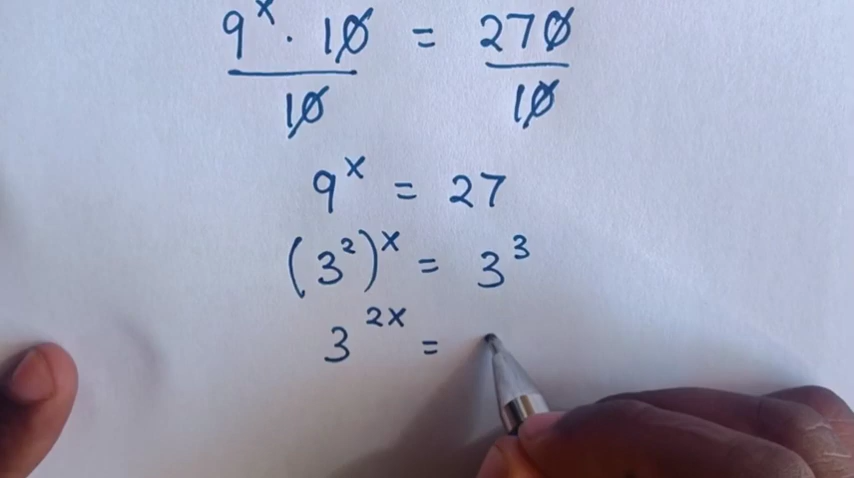 9^x · 10 = 270
10 10
9^x = 27
(3^2)^x = 3^3
3^2x =